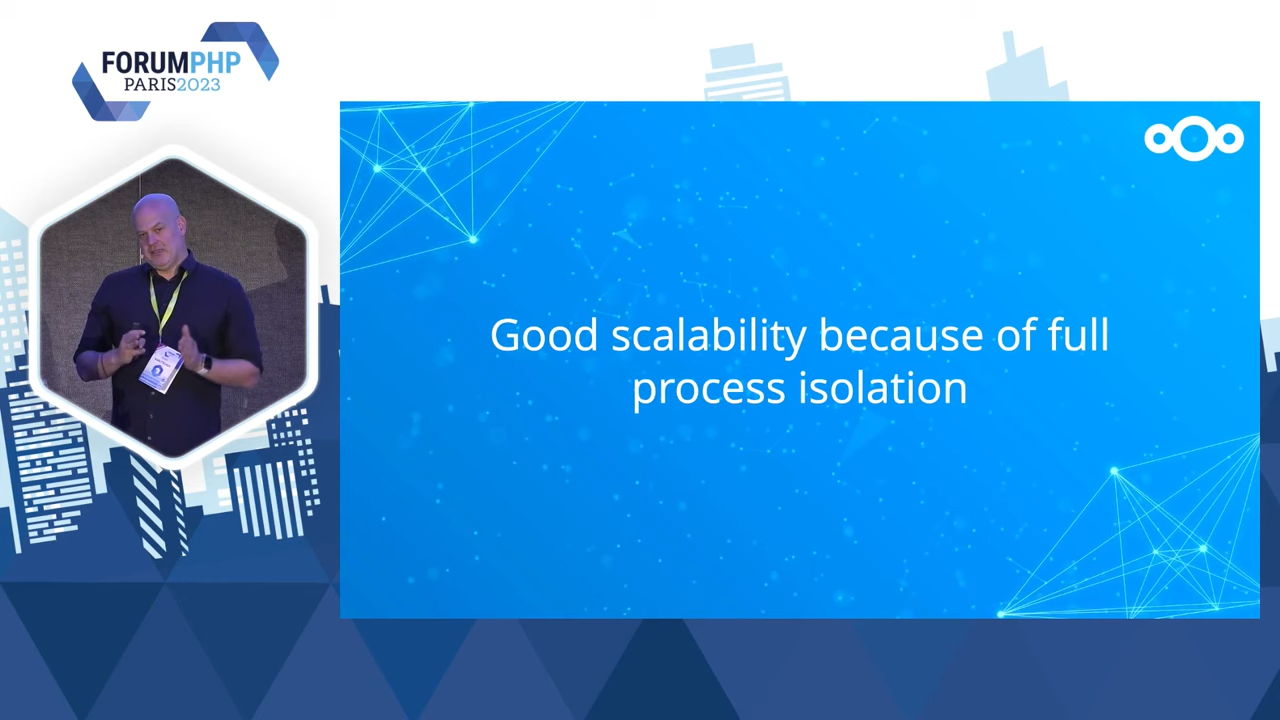 FORUMPHP
PARIS2023
Good scalability because of full
process isolation